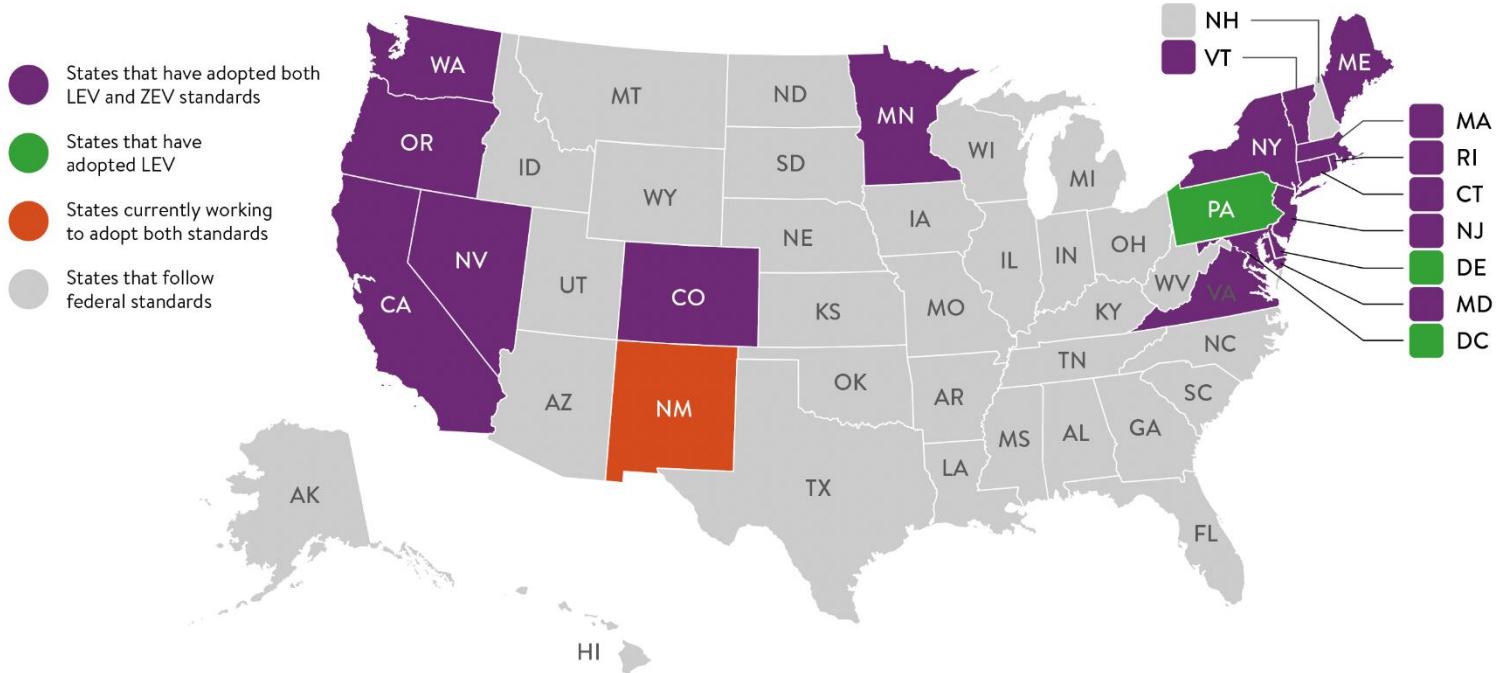 States that have adopted both
LEV and ZEV standards
States that have
adopted LEV
States currently working
to adopt both standards
States that follow
federal standards
NH
VT
ME
WA
MT
ND
MN
OR
ID
SD
WI
NY
MA
WY
MI
RI
IA
PA
CT
NE
OH
NJ
NV
UT
IL
IN
DE
CA
CO
WV
VA
MD
KS
MO
KY
DC
NC
TN
AZ
NM
OK
AR
SC
MS
AL
GA
LA
TX
AK
FL
HI